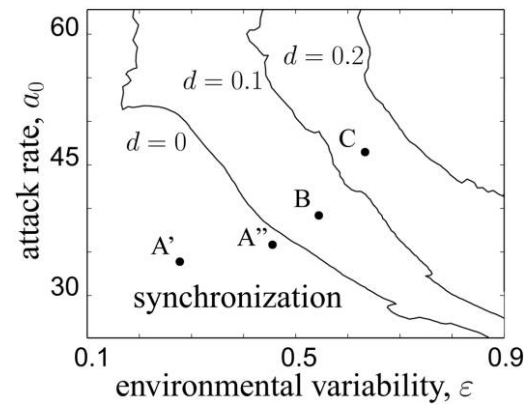 60
d = 0.2
d = 0.1
C
45
d = 0
B
A'
A''
30
synchronization
attack rate, a₀
0.1
0.5
0.9
environmental variability, ε